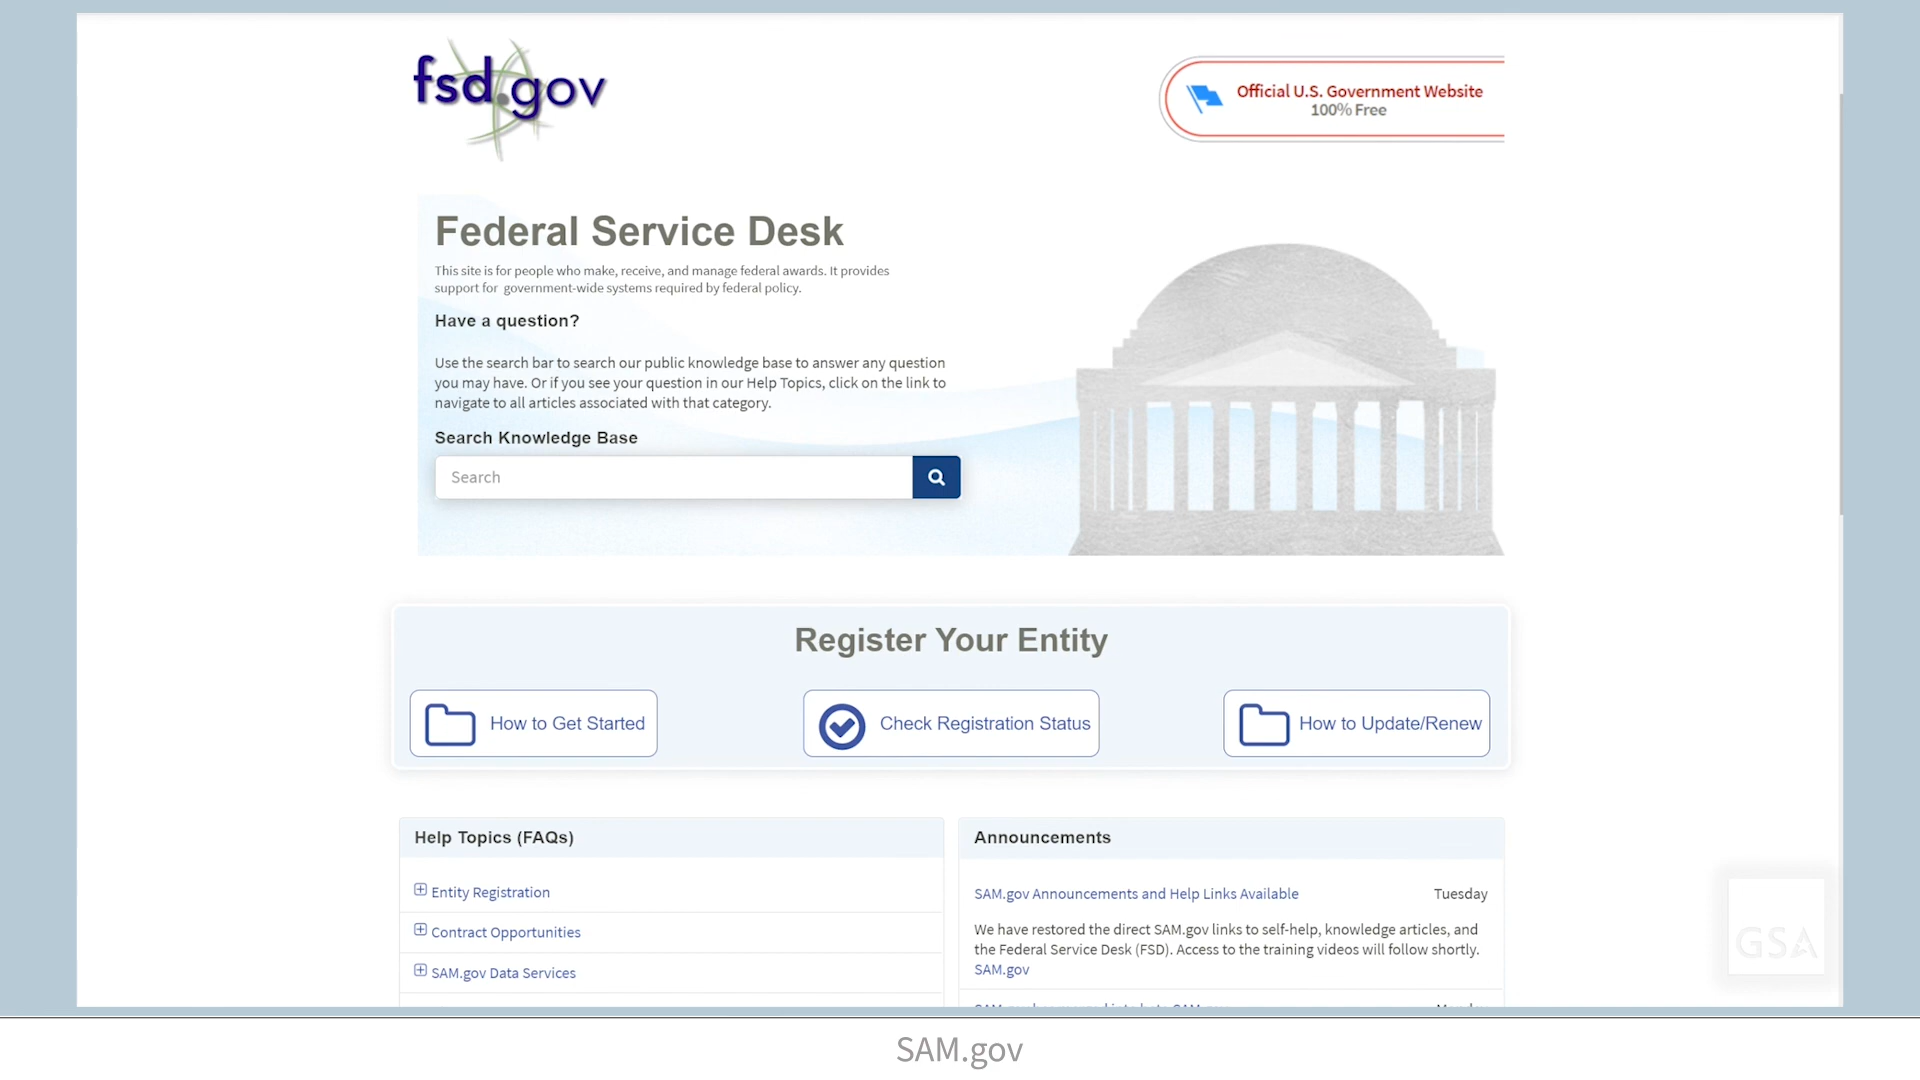 fsd.gov
Official U.S. Government Website
100% Free
Federal Service Desk
This site is for people who make, receive, and manage federal awards. It provides
support for government-wide systems required by federal policy.
Have a question?
Use the search bar to search our public knowledge base to answer any question
you may have. Or if you see your question in our Help Topics, click on the link to
navigate to all articles associated with that category.
Search Knowledge Base
Search
Register Your Entity
How to Get Started
Check Registration Status
How to Update/Renew
Help Topics (FAQs)
Entity Registration
Contract Opportunities
SAM.gov Data Services
Announcements
SAM.gov Announcements and Help Links Available Tuesday
We have restored the direct SAM.gov links to self-help, knowledge articles, and
the Federal Service Desk (FSD). Access to the training videos will follow shortly.
SAM.gov
GSA
SAM.gov